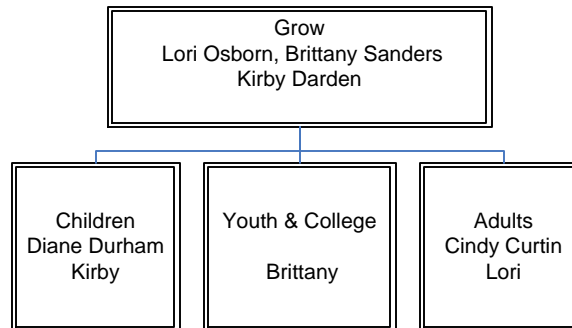 Grow
Lori Osborn, Brittany Sanders
Kirby Darden
Children
Diane Durham
Kirby
Youth & College
Brittany
Adults
Cindy Curtin
Lori